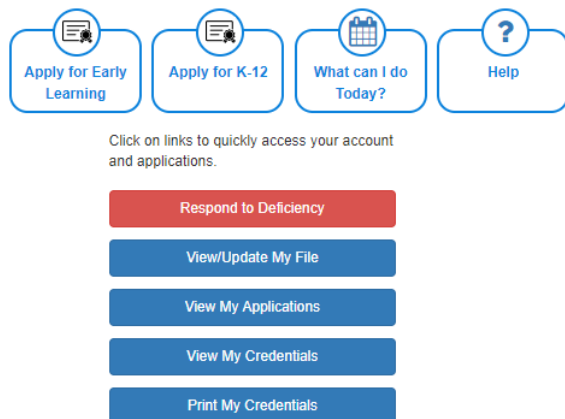 Apply for Early
Learning
Apply for K-12
What can I do
Today?
?
Help
Click on links to quickly access your account
and applications.
Respond to Deficiency
View/Update My File
View My Applications
View My Credentials
Print My Credentials